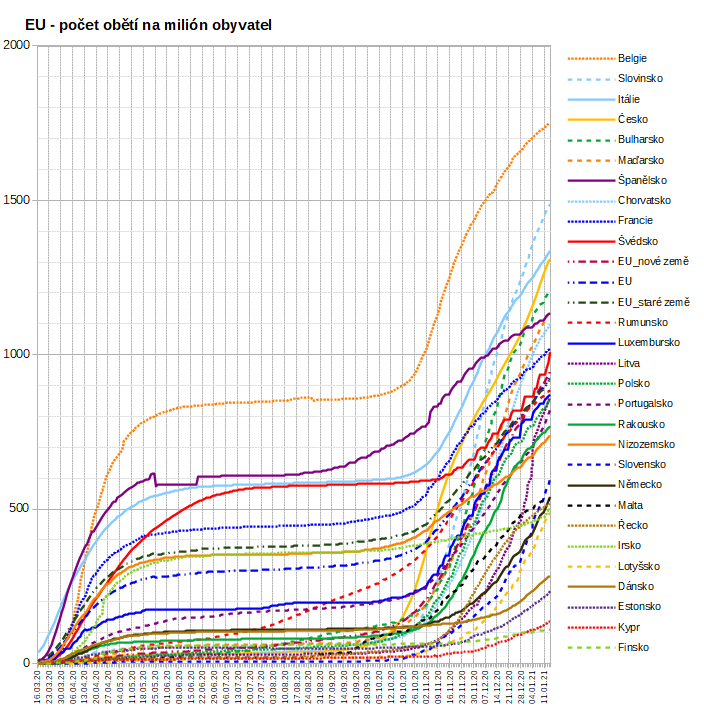 EU - počet obětí na milión obyvatel
2000
1500
1000
500
0
Belgie
Slovinsko
Itálie
Česko
Bulharsko
Maďarsko
Španělsko
Chorvatsko
Francie
Švédsko
EU_nové země
EU
EU_staré země
Rumunsko
Luxembursko
Litva
Polsko
Portugalsko
Rakousko
Nizozemsko
Slovensko
Německo
Malta
Řecko
Irsko
Lotyšsko
Dánsko
Estonsko
Kypr
Finsko
16.03.20
23.03.20
30.03.20
06.04.20
13.04.20
20.04.20
27.04.20
04.05.20
11.05.20
18.05.20
25.05.20
01.06.20
08.06.20
15.06.20
22.06.20
29.06.20
06.07.20
13.07.20
20.07.20
27.07.20
03.08.20
10.08.20
17.08.20
24.08.20
31.08.20
07.09.20
14.09.20
21.09.20
28.09.20
05.10.20
12.10.20
19.10.20
26.10.20
02.11.20
09.11.20
16.11.20
23.11.20
30.11.20
07.12.20
14.12.20
21.12.20
28.12.20
04.01.21
11.01.21